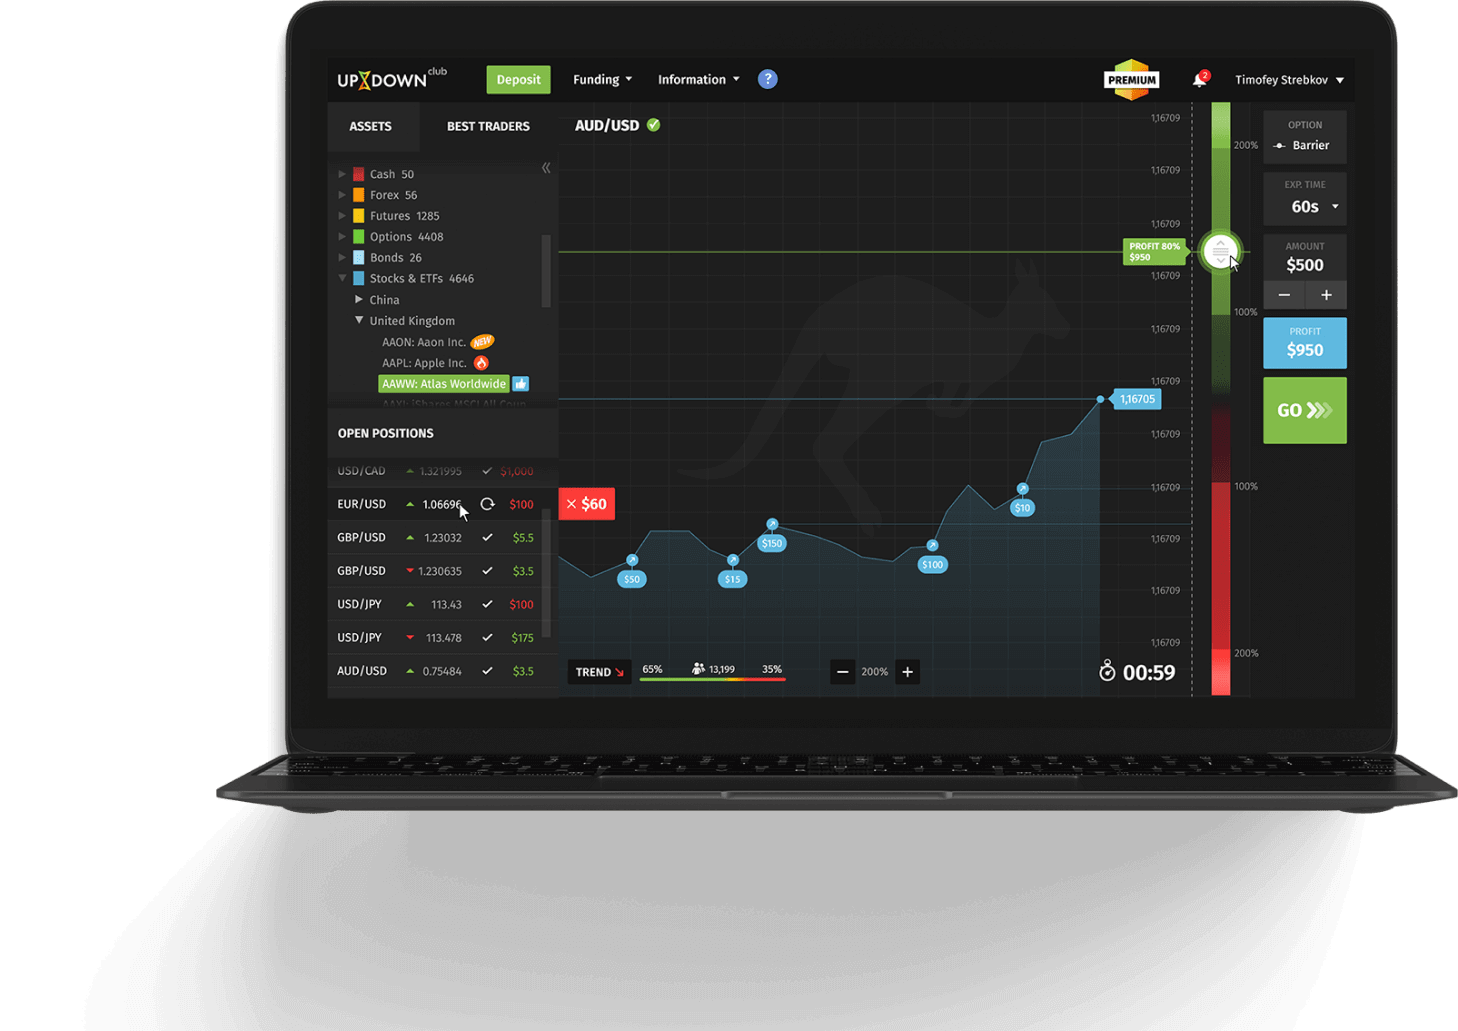 UPXDOWN club
Deposit
Funding
Information
?
PREMIUM
2
Timofey Strebkov
ASSETS
BEST TRADERS
Cash 50
Forex 56
Futures 1285
Options 4408
Bonds 26
Stocks & ETFs 4646
China
United Kingdom
AAON: Aaon Inc. NEW
AAPL: Apple Inc.
AAWW: Atlas Worldwide
OPEN POSITIONS
USD/CAD 1.321995 $1,000
EUR/USD 1.06696 $100
GBP/USD 1.23032 $5.5
GBP/USD 1.230635 $3.5
USD/JPY 113.43 $100
USD/JPY 113.478 $175
AUD/USD 0.75484 $3.5
AUD/USD
× $60
$50
$15
$150
$100
$10
1,16709
1,16709
1,16709
PROFIT 80%
$950
1,16709
1,16709
1,16709
1,16705
1,16709
1,16709
1,16709
1,16709
1,16709
TREND
65%
13,199
35%
− 200% +
00:59
200%
100%
100%
200%
OPTION
Barrier
EXP. TIME
60s
AMOUNT
$500
− +
PROFIT
$950
GO